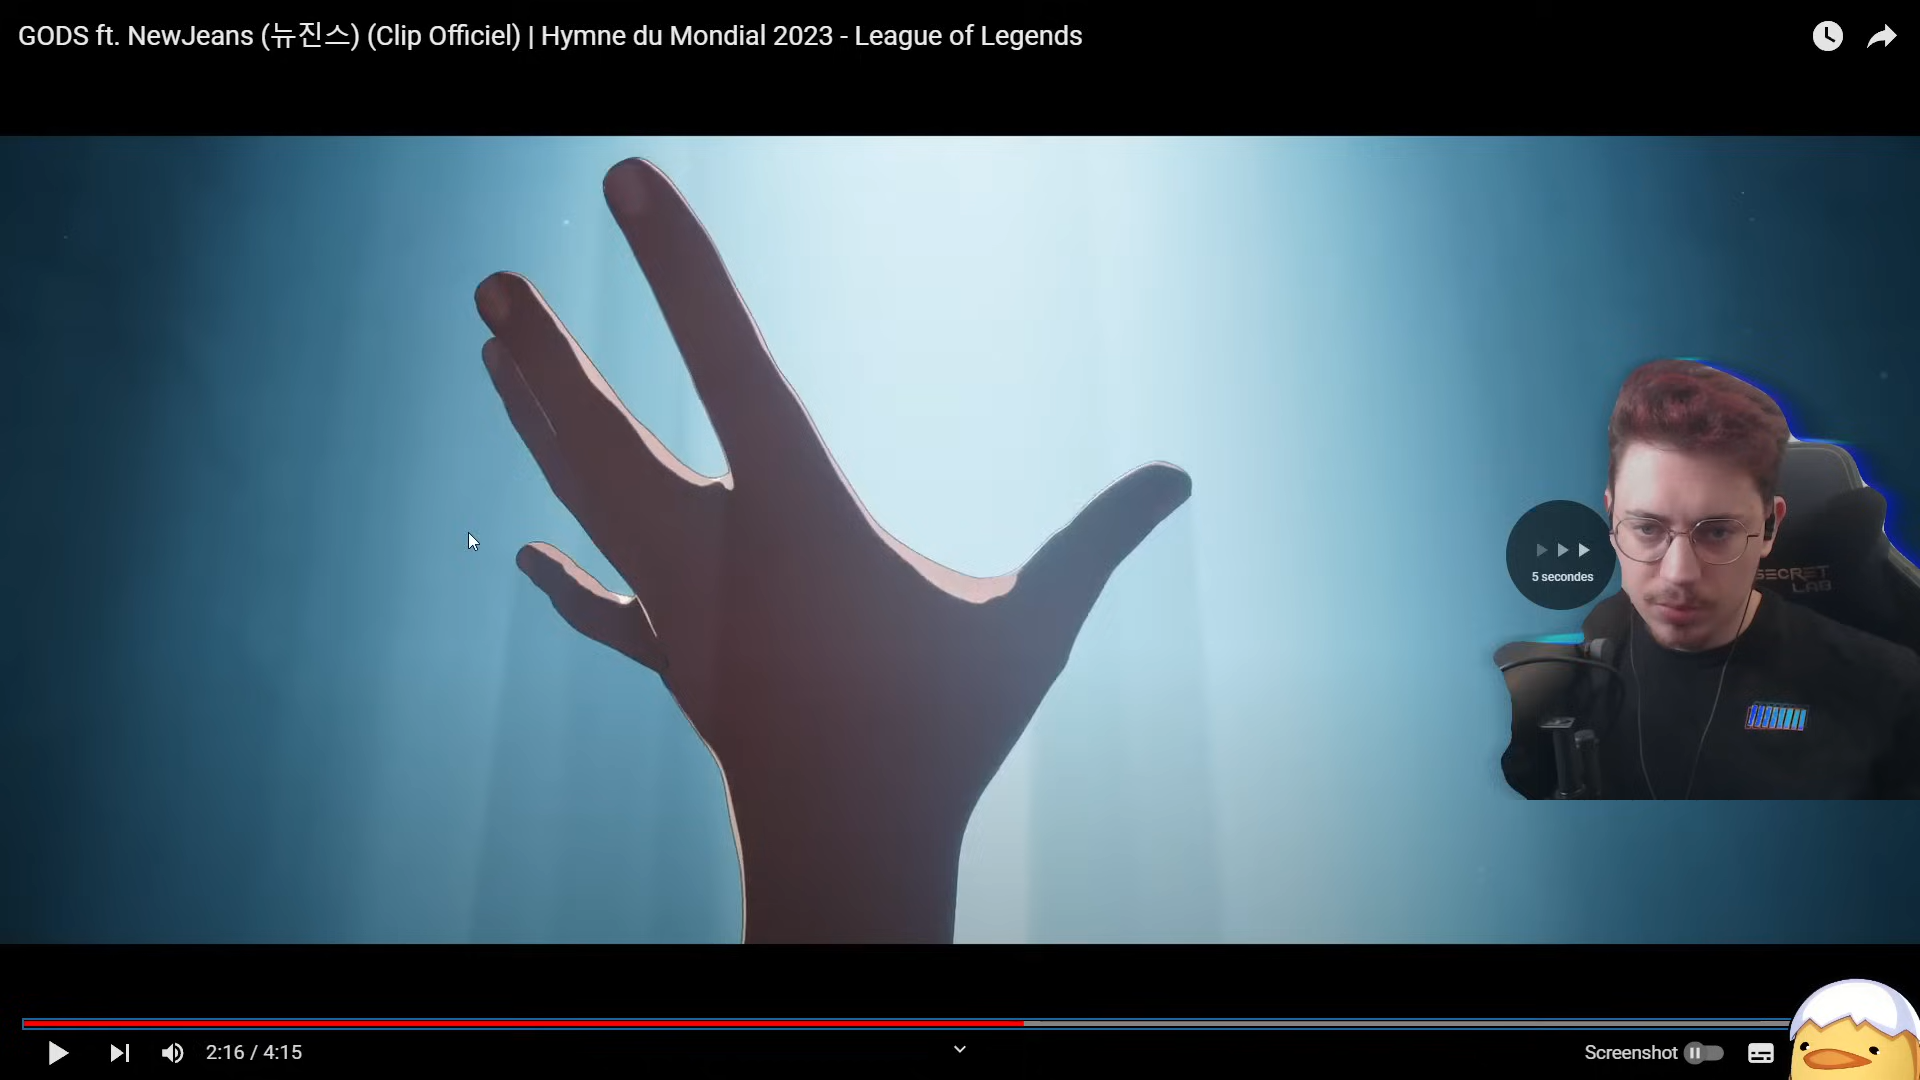 GODS ft. NewJeans (뉴진스) (Clip Officiel) | Hymne du Mondial 2023 - League of Legends
5 secondes
SECRET
LAB
2:16 / 4:15
Screenshot